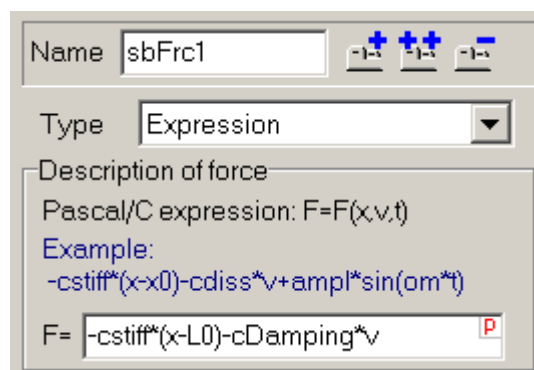 Name sbFrc1
Type Expression
Description of force
Pascal/C expression: F=F(x,v,t)
Example:
-cstiff*(x-x0)-cdiss*v+ampl*sin(om*t)
F= -cstiff*(x-L0)-cDamping*v P